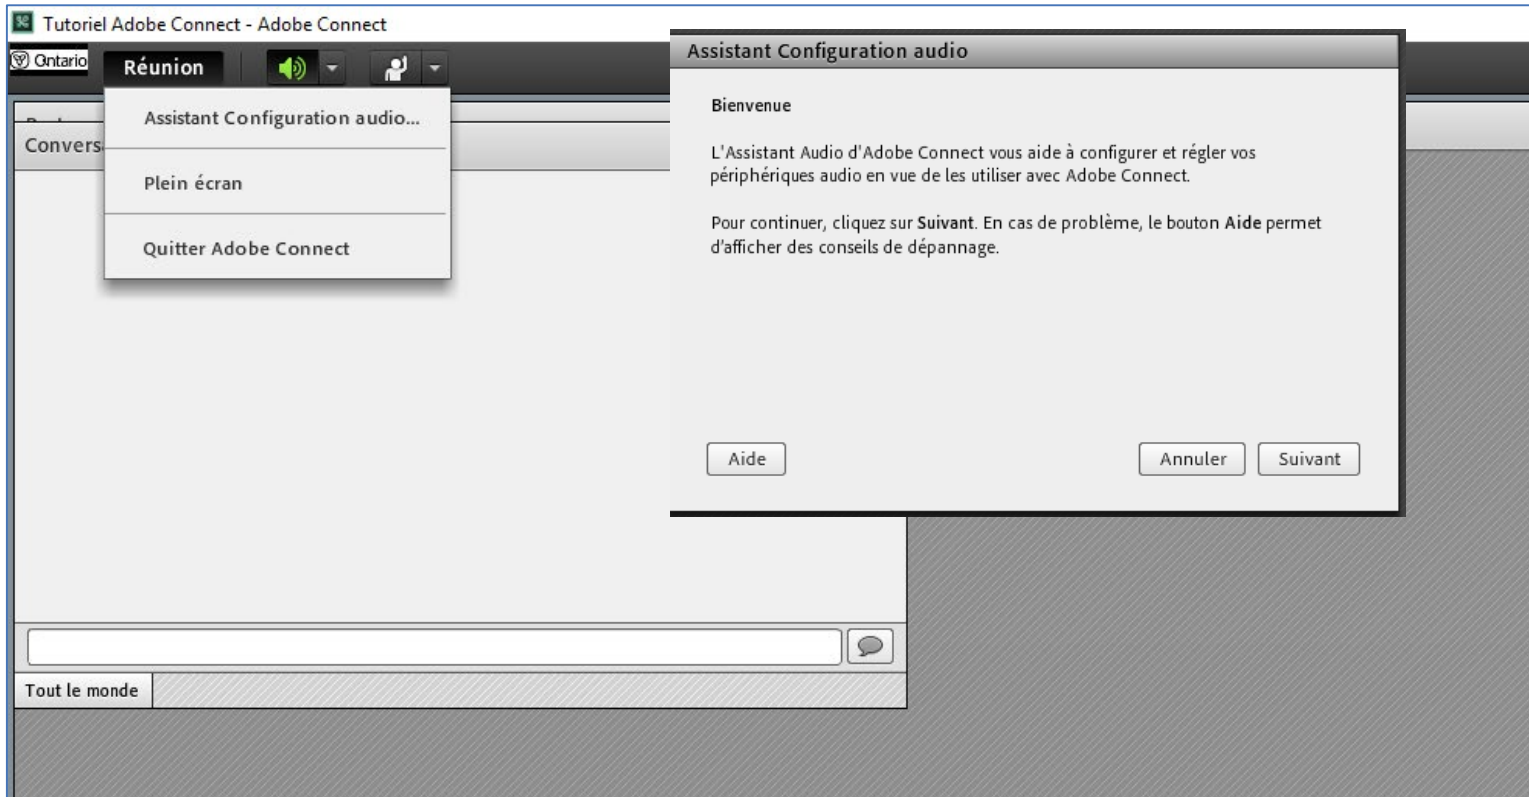 Tutoriel Adobe Connect - Adobe Connect
Ontario
Réunion
Assistant Configuration audio...
Plein écran
Quitter Adobe Connect
Convers
Tout le monde
Assistant Configuration audio
Bienvenue
L'Assistant Audio d'Adobe Connect vous aide à configurer et régler vos
périphériques audio en vue de les utiliser avec Adobe Connect.
Pour continuer, cliquez sur Suivant. En cas de problème, le bouton Aide permet
d'afficher des conseils de dépannage.
Aide
Annuler
Suivant